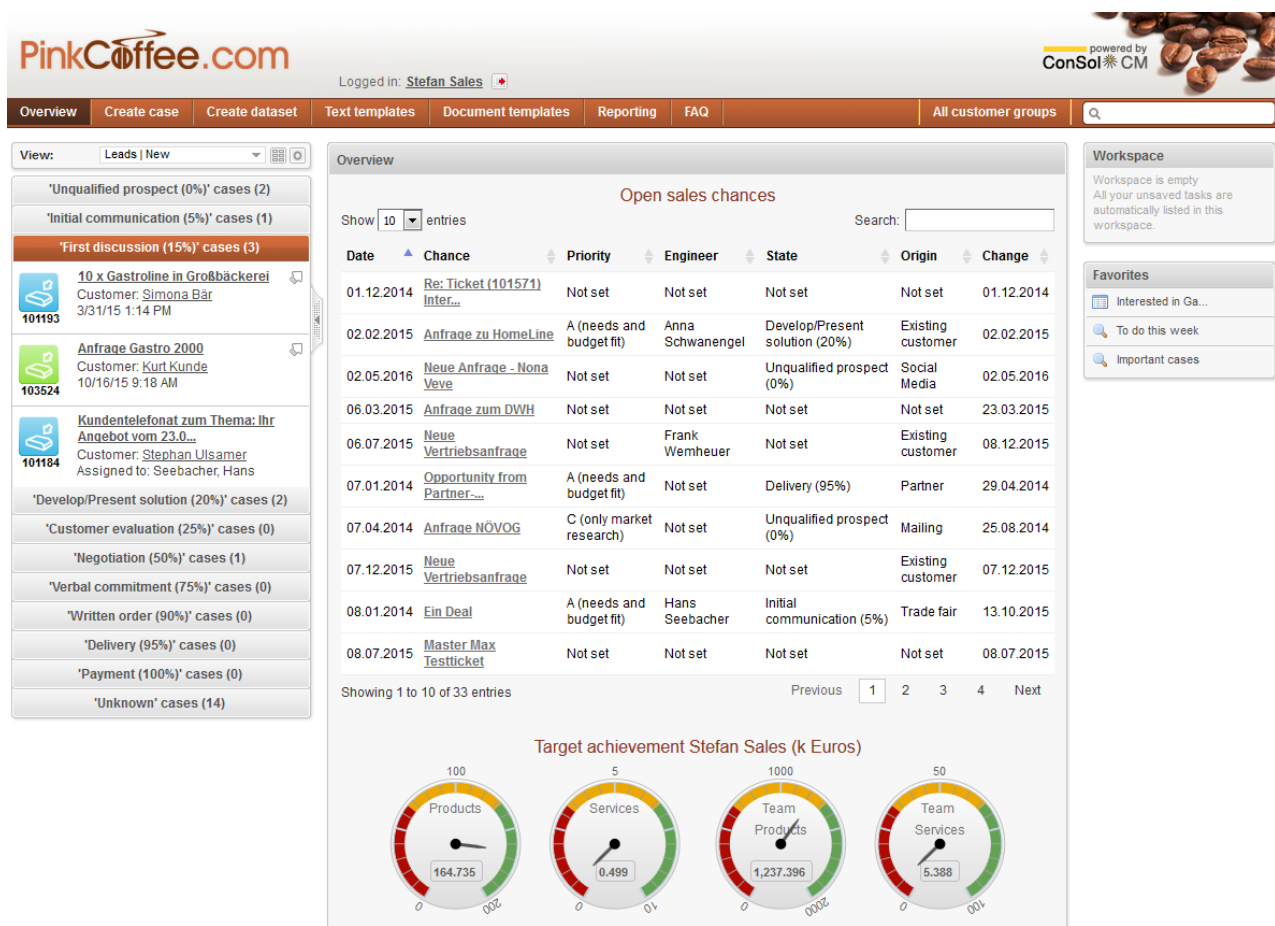 PinkCoffee.com
Logged in: Stefan Sales
powered by
ConSol CM
Overview Create case Create dataset Text templates Document templates Reporting FAQ All customer groups
View: Leads | New
'Unqualified prospect (0%)' cases (2)
'Initial communication (5%)' cases (1)
'First discussion (15%)' cases (3)
10 x Gastroline in Großbäckerei
Customer: Simona Bär
3/31/15 1:14 PM
101193
Anfrage Gastro 2000
Customer: Kurt Kunde
10/16/15 9:18 AM
103524
Kundentelefonat zum Thema: Ihr
Angebot vom 23.0...
Customer: Stephan Ulsamer
Assigned to: Seebacher, Hans
101184
'Develop/Present solution (20%)' cases (2)
'Customer evaluation (25%)' cases (0)
'Negotiation (50%)' cases (1)
'Verbal commitment (75%)' cases (0)
'Written order (90%)' cases (0)
'Delivery (95%)' cases (0)
'Payment (100%)' cases (0)
'Unknown' cases (14)
Overview
Open sales chances
Show 10 entries Search:
Date Chance Priority Engineer State Origin Change
01.12.2014 Re: Ticket (101571) Not set Not set Not set Not set 01.12.2014
Inter...
02.02.2015 Anfrage zu HomeLine A (needs and Anna Develop/Present Existing 02.02.2015
budget fit) Schwanengel solution (20%) customer
02.05.2016 Neue Anfrage - Nona Not set Not set Unqualified prospect Social 02.05.2016
Veve (0%) Media
06.03.2015 Anfrage zum DWH Not set Not set Not set Not set 23.03.2015
06.07.2015 Neue Not set Frank Not set Existing 08.12.2015
Vertriebsanfrage Wernheuer customer
07.01.2014 Opportunity from A (needs and Not set Delivery (95%) Partner 29.04.2014
Partner-... budget fit)
07.04.2014 Anfrage NÖVOG C (only market Not set Unqualified prospect Mailing 25.08.2014
research) (0%)
07.12.2015 Neue Not set Not set Not set Existing 07.12.2015
Vertriebsanfrage customer
08.01.2014 Ein Deal A (needs and Hans Initial Trade fair 13.10.2015
budget fit) Seebacher communication (5%)
08.07.2015 Master Max Not set Not set Not set Not set 08.07.2015
Testticket
Showing 1 to 10 of 33 entries Previous 1 2 3 4 Next
Target achievement Stefan Sales (k Euros)
100 5 1000 50
Products Services Team Products Team Services
164.735 0.499 1,237.396 5.388
0 200 0 10 0 2000 0 100
Workspace
Workspace is empty
All your unsaved tasks are
automatically listed in this
workspace.
Favorites
Interested in Ga...
To do this week
Important cases